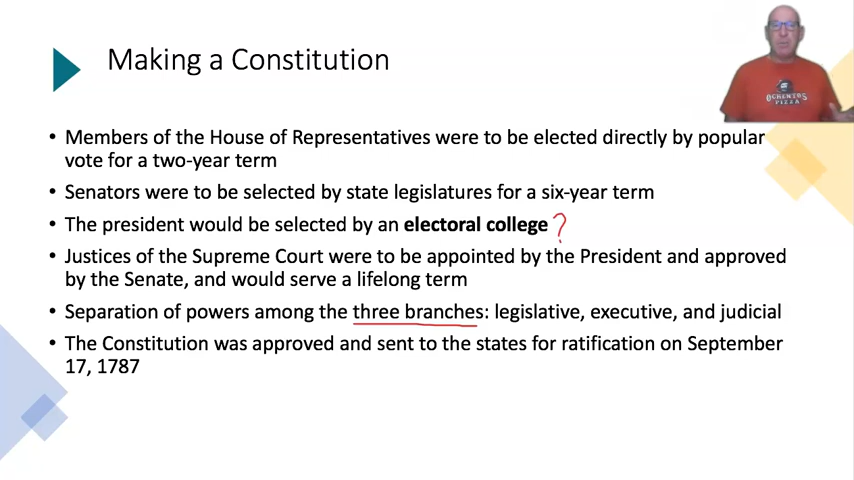 Making a Constitution
• Members of the House of Representatives were to be elected directly by popular
vote for a two-year term
• Senators were to be selected by state legislatures for a six-year term
• The president would be selected by an electoral college ?
• Justices of the Supreme Court were to be appointed by the President and approved
by the Senate, and would serve a lifelong term
• Separation of powers among the three branches: legislative, executive, and judicial
• The Constitution was approved and sent to the states for ratification on September
17, 1787
PIZZA